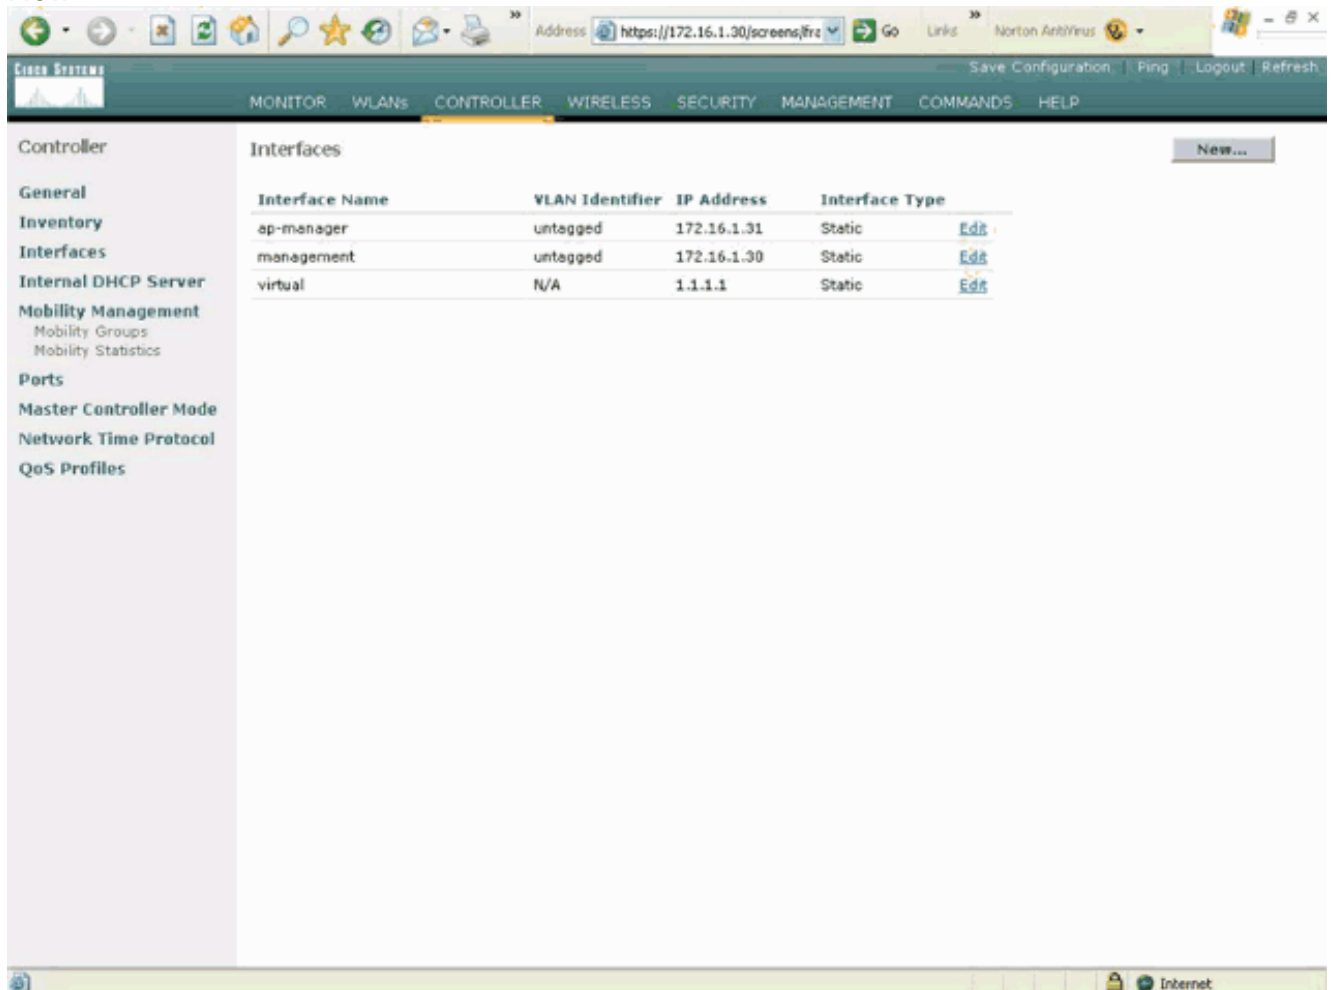 Address https://172.16.1.30/screens/fra Go Links Norton AntiVirus
CISCO SYSTEMS
Save Configuration | Ping | Logout | Refresh
MONITOR WLANs CONTROLLER WIRELESS SECURITY MANAGEMENT COMMANDS HELP
Controller
General
Inventory
Interfaces
Internal DHCP Server
Mobility Management
Mobility Groups
Mobility Statistics
Ports
Master Controller Mode
Network Time Protocol
QoS Profiles
Interfaces
New...
Interface Name VLAN Identifier IP Address Interface Type
ap-manager untagged 172.16.1.31 Static Edit
management untagged 172.16.1.30 Static Edit
virtual N/A 1.1.1.1 Static Edit
Internet